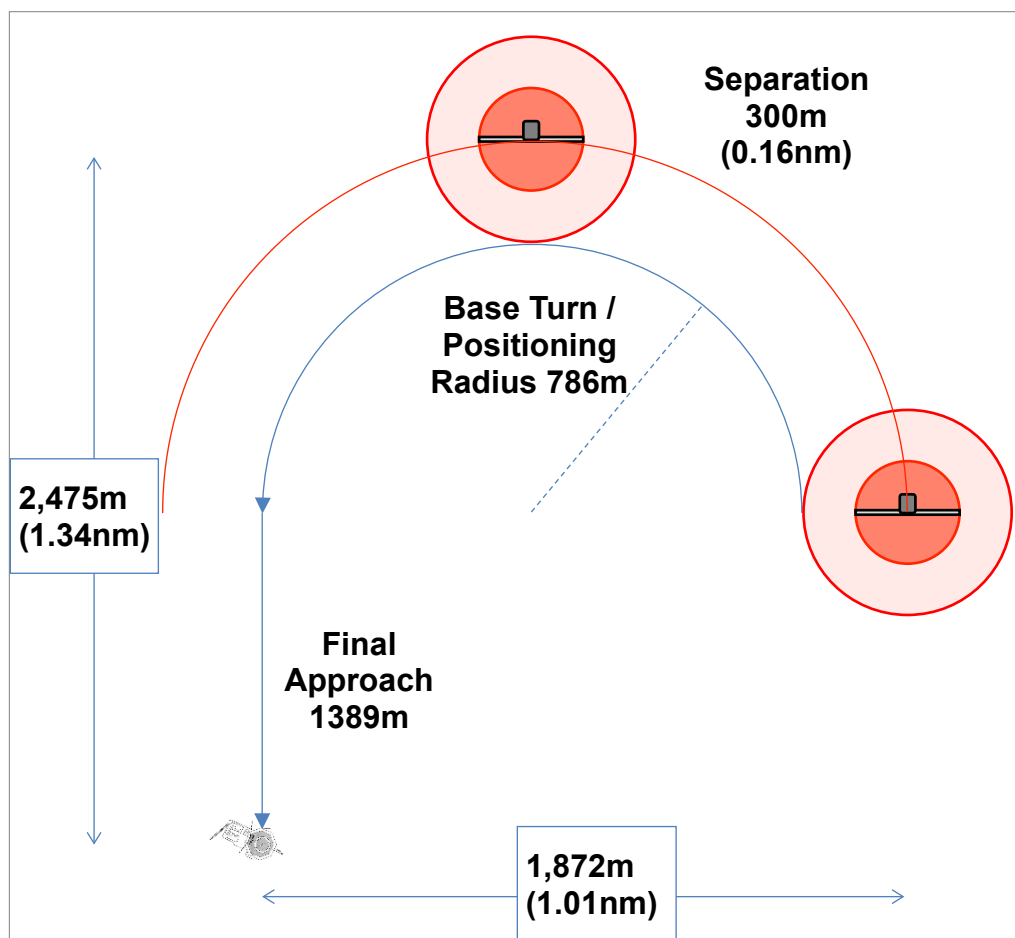 Separation
300m
(0.16nm)
Base Turn /
Positioning
Radius 786m
2,475m
(1.34nm)
Final
Approach
1389m
1,872m
(1.01nm)